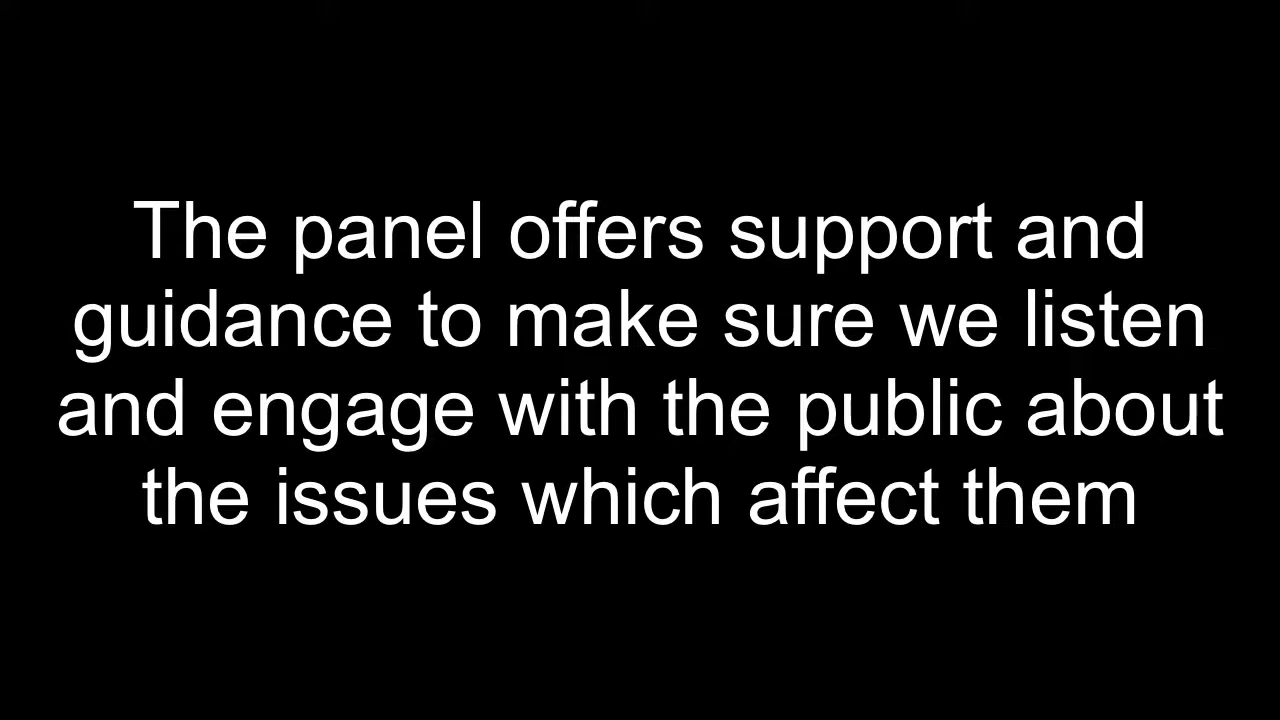 The panel offers support and
guidance to make sure we listen
and engage with the public about
the issues which affect them